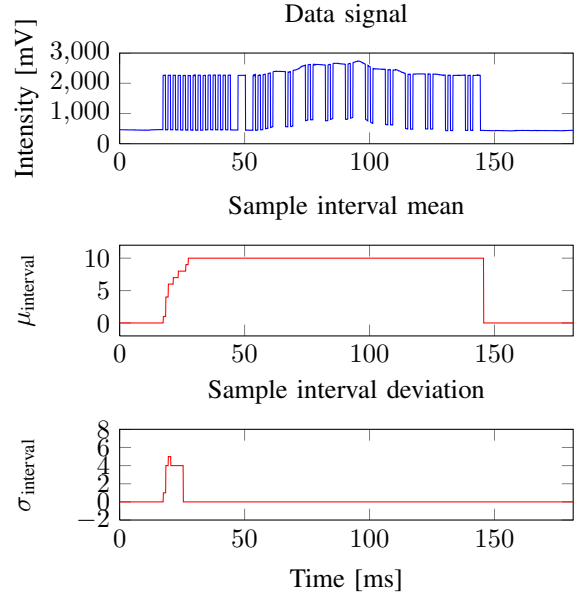 Data signal
Intensity [mV]
3,000
2,000
1,000
0
0 50 100 150
Sample interval mean
μinterval
10
5
0
0 50 100 150
Sample interval deviation
σinterval
8
6
4
2
0
−2
0 50 100 150
Time [ms]